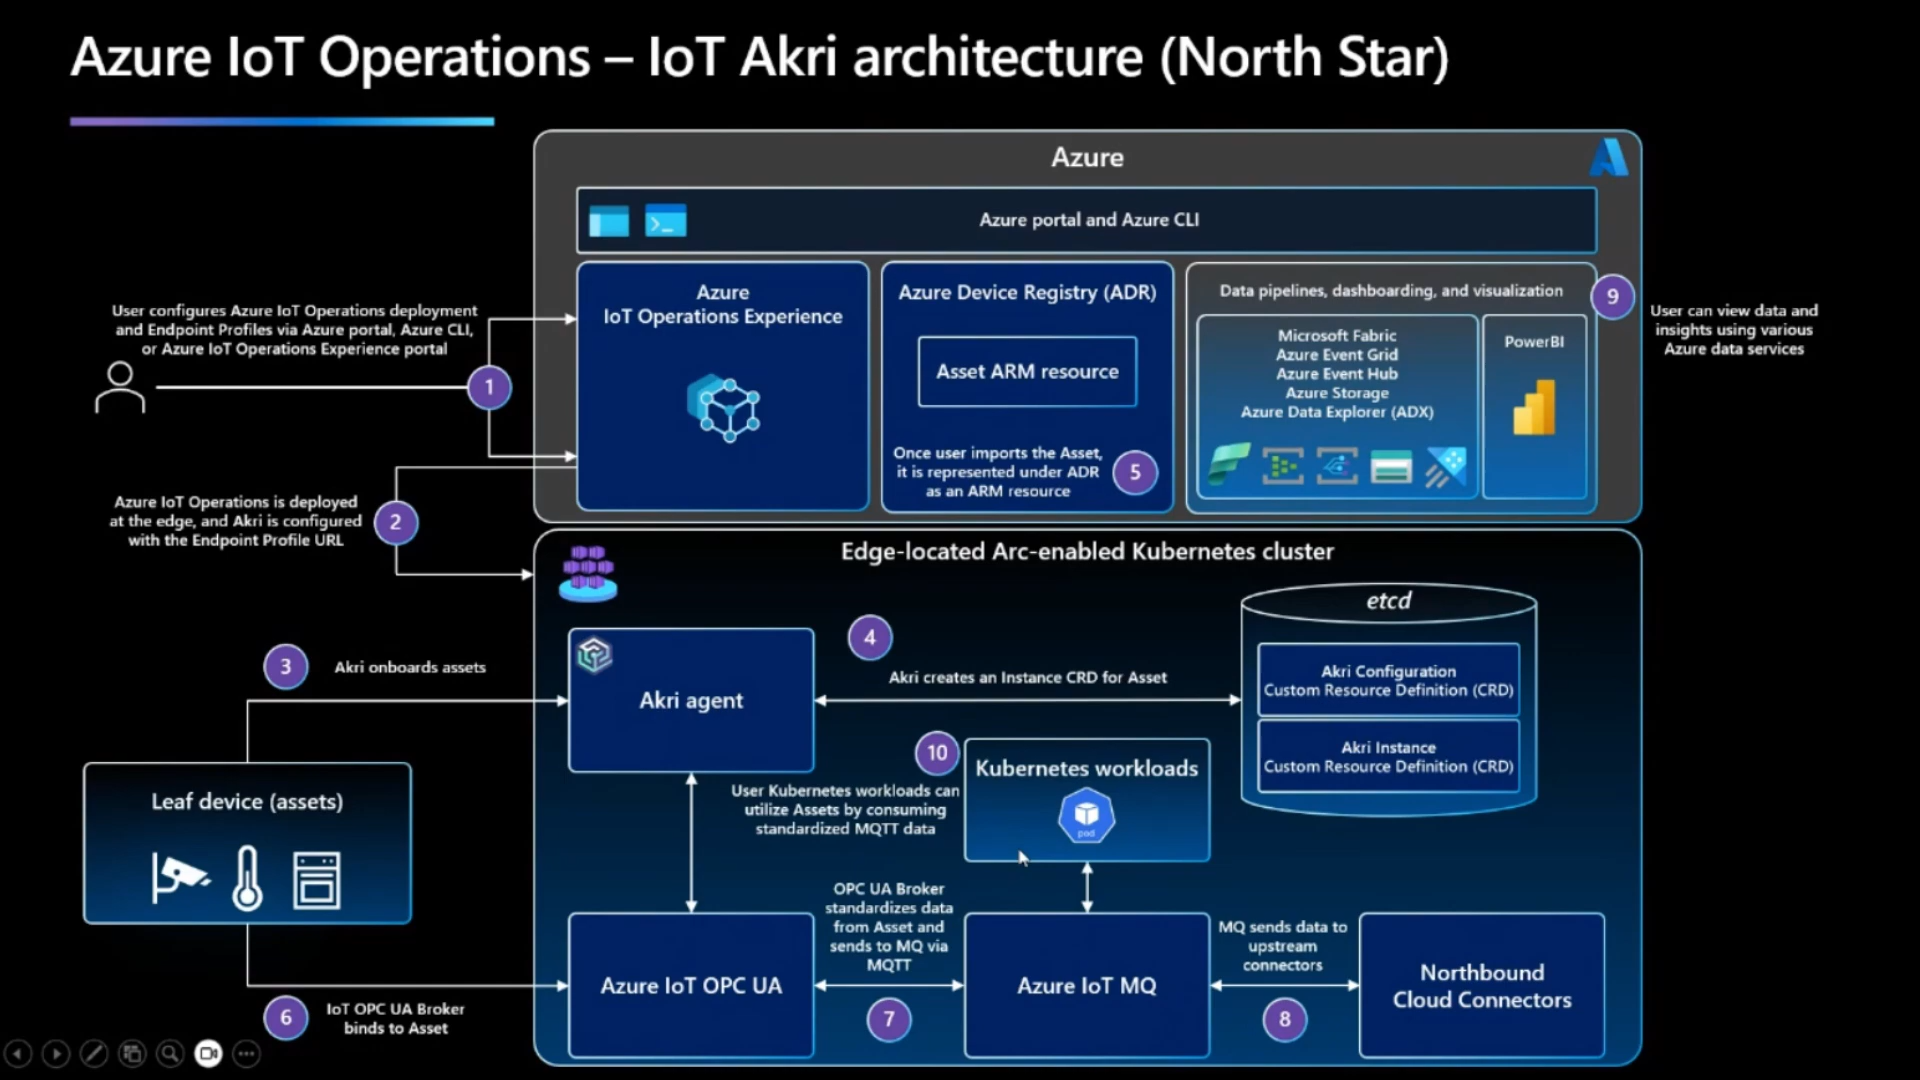 Azure IoT Operations – IoT Akri architecture (North Star)
Azure
Azure portal and Azure CLI
User configures Azure IoT Operations deployment
and Endpoint Profiles via Azure portal, Azure CLI,
or Azure IoT Operations Experience portal
1
Azure
IoT Operations Experience
Azure Device Registry (ADR)
Asset ARM resource
Once user imports the Asset,
it is represented under ADR
as an ARM resource
5
Data pipelines, dashboarding, and visualization
Microsoft Fabric
Azure Event Grid
Azure Event Hub
Azure Storage
Azure Data Explorer (ADX)
PowerBI
9
User can view data and
insights using various
Azure data services
Azure IoT Operations is deployed
at the edge, and Akri is configured
with the Endpoint Profile URL
2
Edge-located Arc-enabled Kubernetes cluster
3
Akri onboards assets
Akri agent
4
Akri creates an Instance CRD for Asset
etcd
Akri Configuration
Custom Resource Definition (CRD)
Akri Instance
Custom Resource Definition (CRD)
10
User Kubernetes workloads can
utilize Assets by consuming
standardized MQTT data
Kubernetes workloads
pod
Leaf device (assets)
6
IoT OPC UA Broker
binds to Asset
Azure IoT OPC UA
OPC UA Broker
standardizes data
from Asset and
sends to MQ via
MQTT
7
Azure IoT MQ
MQ sends data to
upstream
connectors
8
Northbound
Cloud Connectors